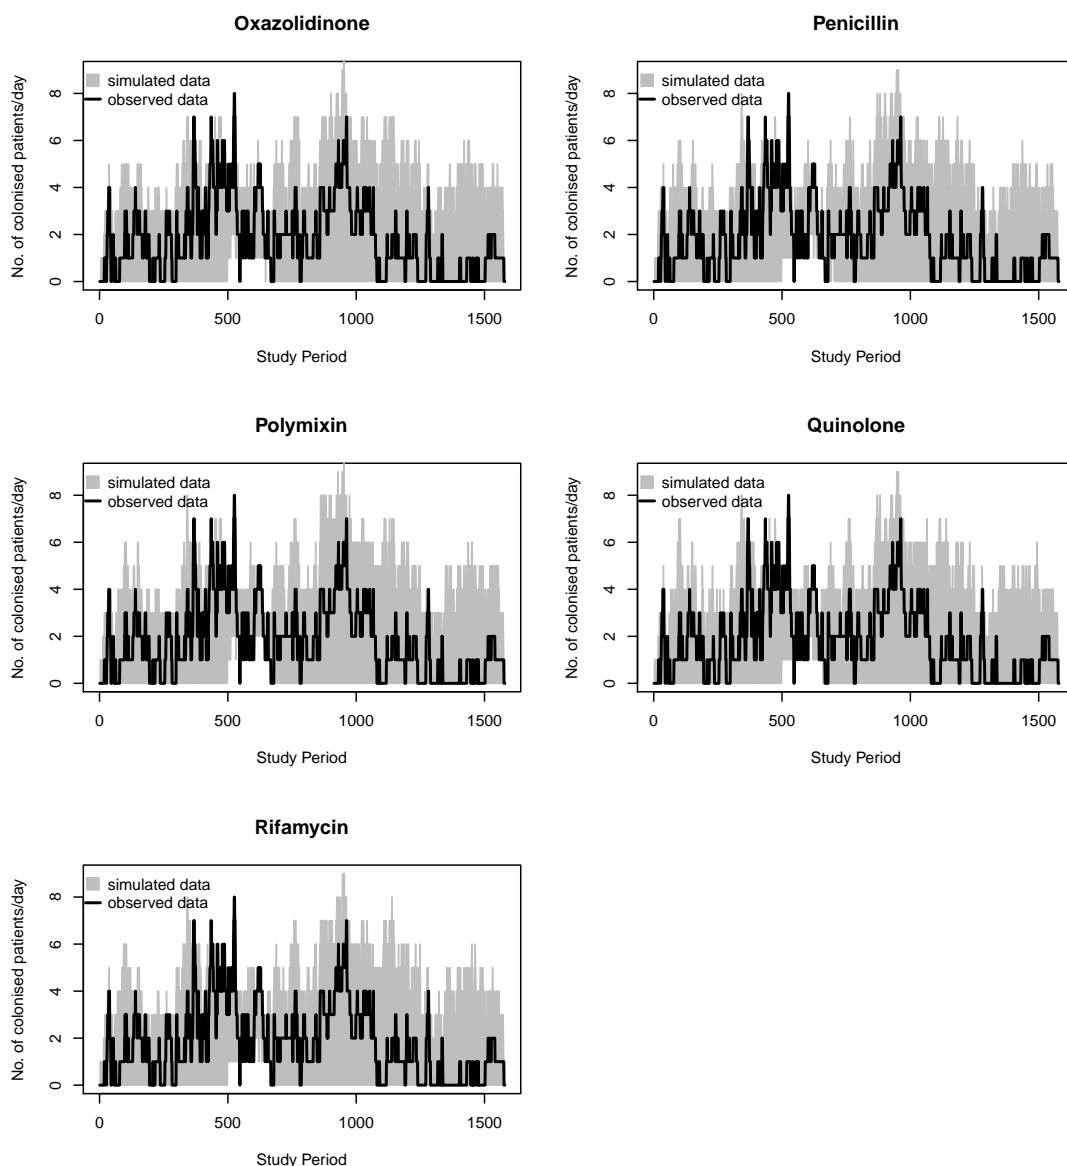 Oxazolidinone
No. of colonised patients/day
8
6
4
2
0
simulated data
observed data
0 500 1000 1500
Study Period
Penicillin
No. of colonised patients/day
8
6
4
2
0
simulated data
observed data
0 500 1000 1500
Study Period
Polymixin
No. of colonised patients/day
8
6
4
2
0
simulated data
observed data
0 500 1000 1500
Study Period
Quinolone
No. of colonised patients/day
8
6
4
2
0
simulated data
observed data
0 500 1000 1500
Study Period
Rifamycin
No. of colonised patients/day
8
6
4
2
0
simulated data
observed data
0 500 1000 1500
Study Period